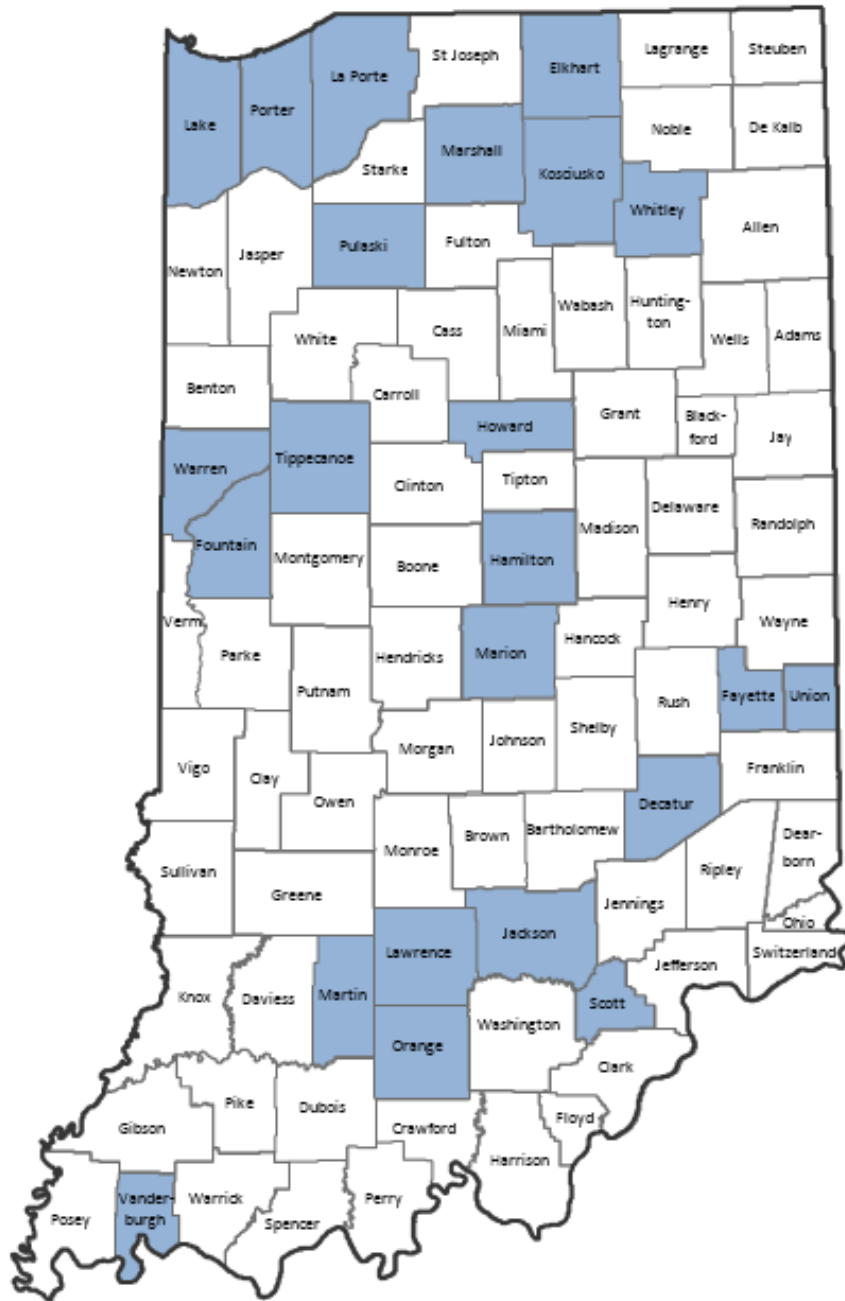 St Joseph
Elkhart
Lagrange
Steuben
La Porte
Lake
Porter
Noble
De Kalb
Starke
Marshall
Kosciusko
Whitley
Allen
Newton
Jasper
Pulaski
Fulton
White
Cass
Miami
Wabash
Hunting-
ton
Wells
Adams
Benton
Carroll
Grant
Black-
ford
Jay
Warren
Tippecanoe
Howard
Clinton
Tipton
Madison
Delaware
Randolph
Fountain
Montgomery
Boone
Hamilton
Henry
Wayne
Verm
Parke
Hendricks
Marion
Hancock
Putnam
Rush
Fayette
Union
Morgan
Johnson
Shelby
Franklin
Vigo
Clay
Owen
Decatur
Monroe
Brown
Bartholomew
Dear-
born
Ripley
Sullivan
Greene
Jennings
Ohio
Lawrence
Jackson
Switzerland
Jefferson
Knox
Daviess
Martin
Scott
Washington
Orange
Clark
Pike
Dubois
Gibson
Crawford
Floyd
Harrison
Posey
Vander-
burgh
Warrick
Spencer
Perry